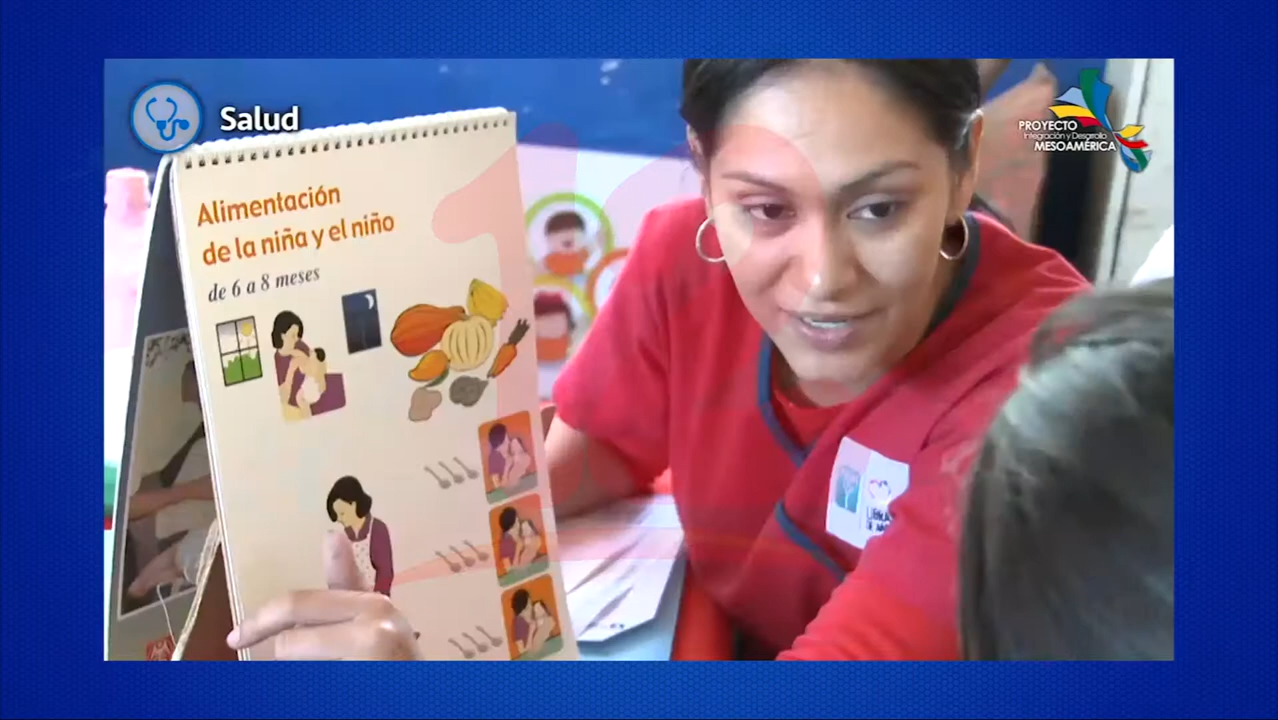 Salud
PROYECTO
Integración y Desarrollo
MESOAMÉRICA
Alimentación
de la niña y el niño
de 6 a 8 meses